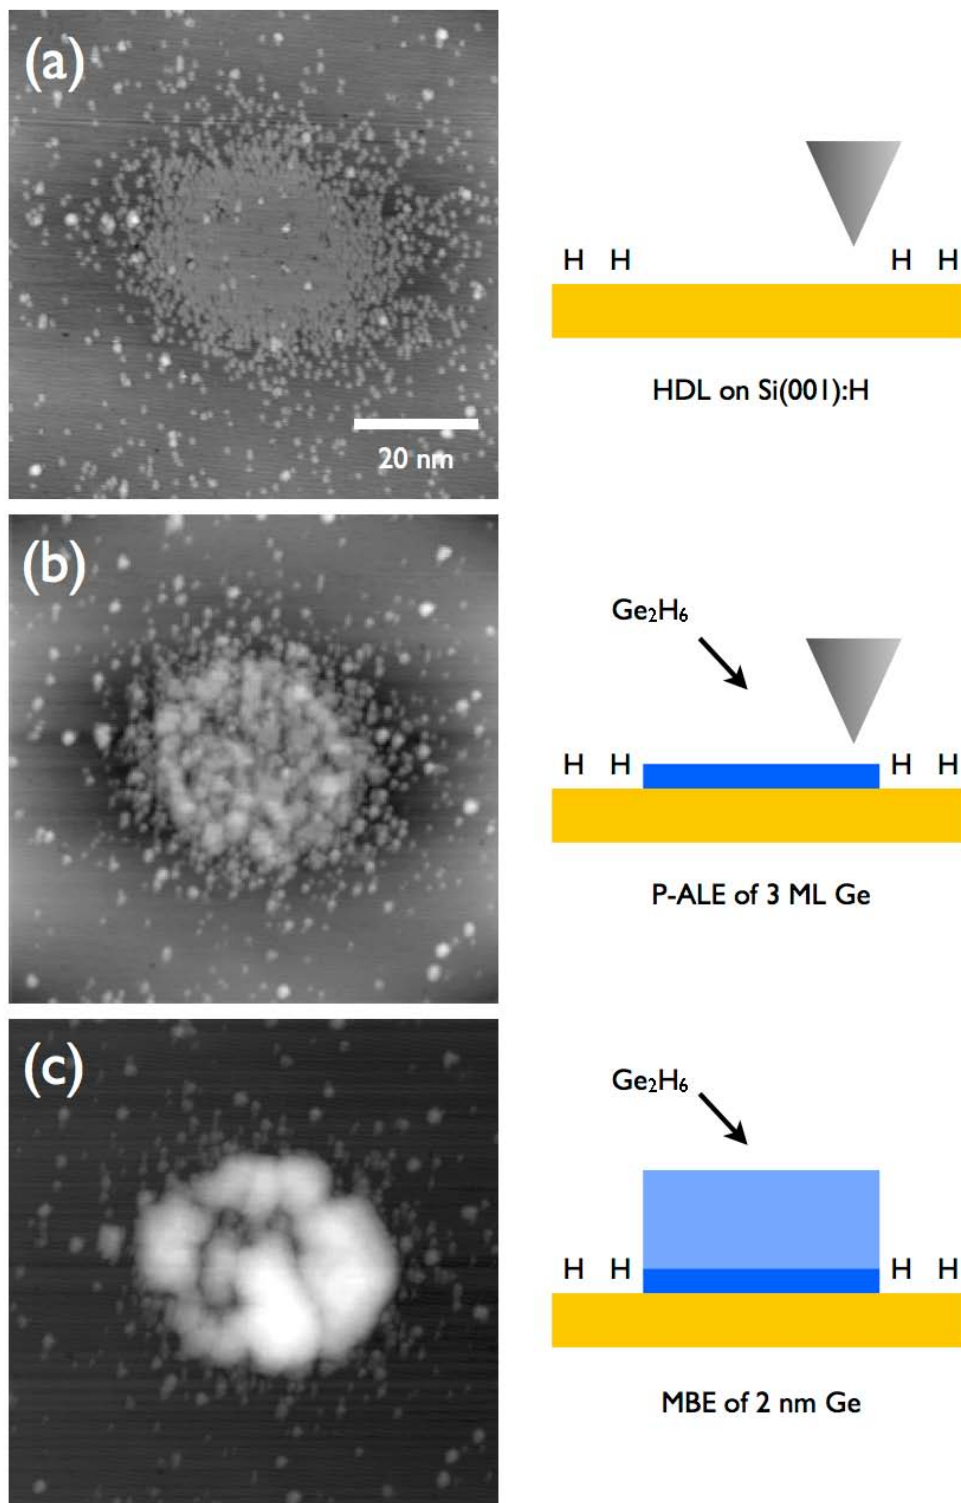 (a)
H H H H
HDL on Si(001):H
20 nm
(b)
Ge₂H₆
H H H H
P-ALE of 3 ML Ge
(c)
Ge₂H₆
H H H H
MBE of 2 nm Ge